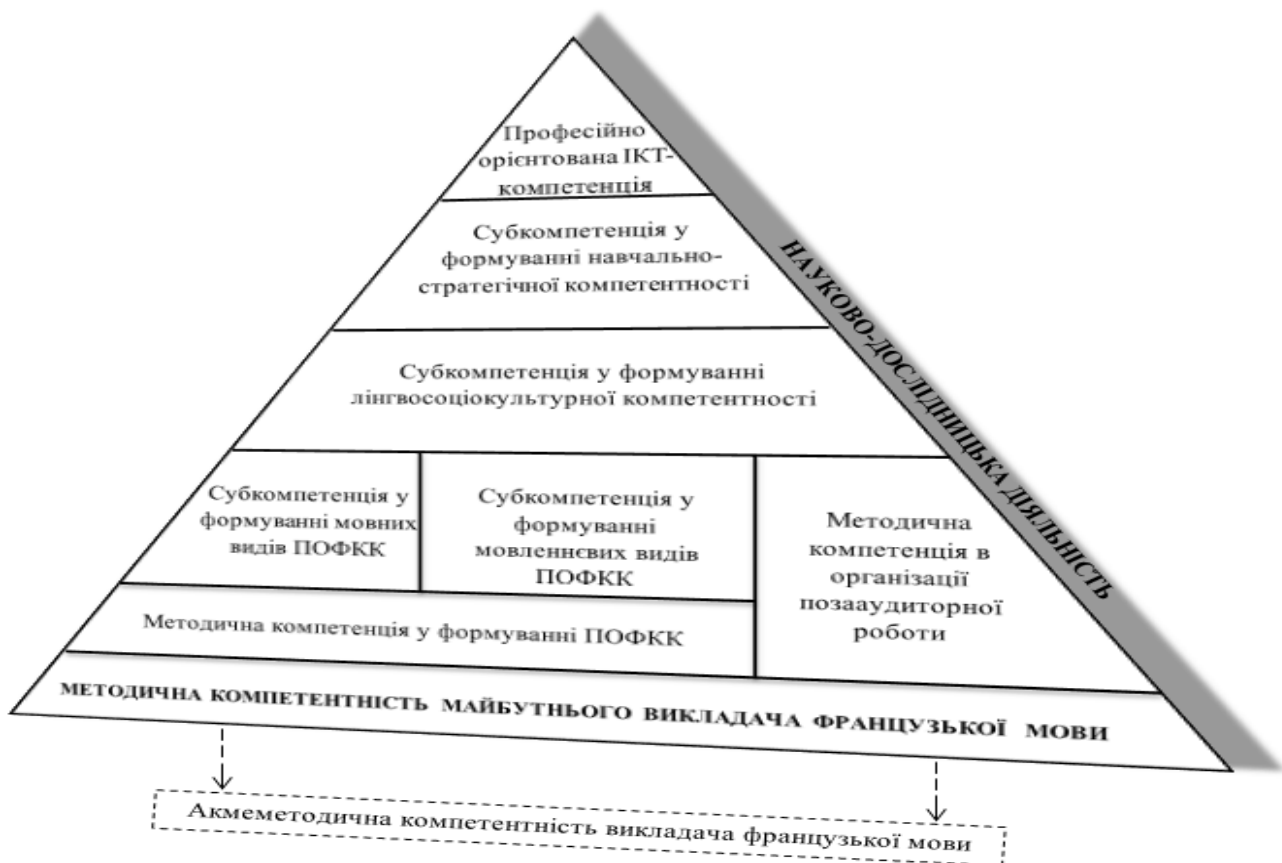 Професійно
орієнтована ІКТ-
компетенція
Субкомпетенція у
формуванні навчально-
стратегічної компетентності
НАУКОВО-ДОСЛІДНИЦЬКА ДІЯЛЬНІСТЬ
Субкомпетенція у формуванні
лінгвосоціокультурної компетентності
Субкомпетенція у
формуванні мовних
видів ПОФКК
Субкомпетенція у
формуванні
мовленнєвих видів
ПОФКК
Методична
компетенція в
організації
позааудиторної
роботи
Методична компетенція у формуванні ПОФКК
МЕТОДИЧНА КОМПЕТЕНТНІСТЬ МАЙБУТНЬОГО ВИКЛАДАЧА ФРАНЦУЗЬКОЇ МОВИ
Акмеметодична компетентність викладача французької мови